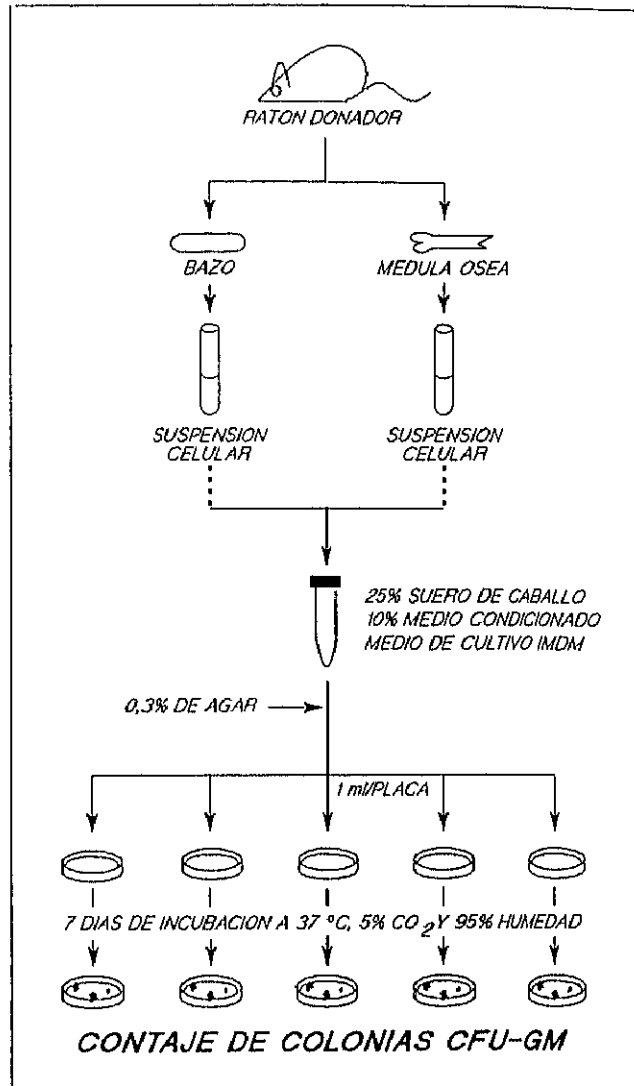 RATON DONADOR
BAZO
MEDULA OSEA
SUSPENSION
CELULAR
SUSPENSION
CELULAR
25% SUERO DE CABALLO
10% MEDIO CONDICIONADO
MEDIO DE CULTIVO IMDM
0,3% DE AGAR
1 ml/PLACA
7 DIAS DE INCUBACION A 37 °C, 5% CO2 Y 95% HUMEDAD
CONTAJE DE COLONIAS CFU-GM